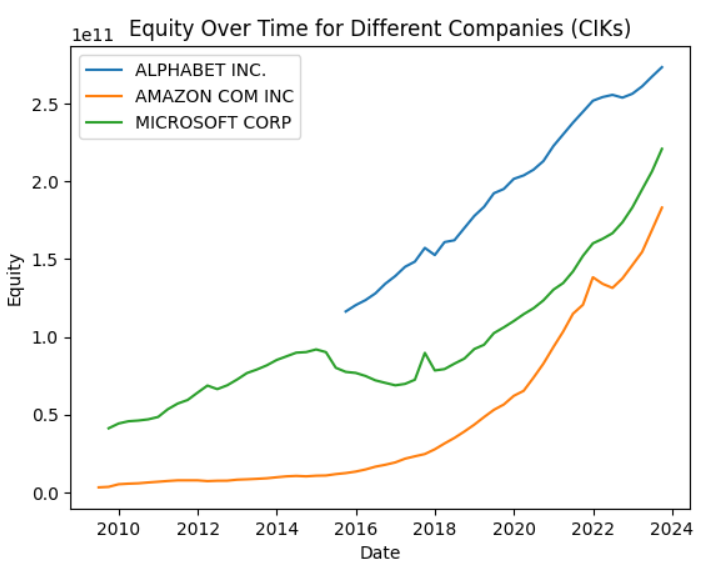 1e11 Equity Over Time for Different Companies (CIKs)
ALPHABET INC.
AMAZON COM INC
MICROSOFT CORP
2.5
2.0
1.5
1.0
0.5
0.0
Equity
2010 2012 2014 2016 2018 2020 2022 2024
Date